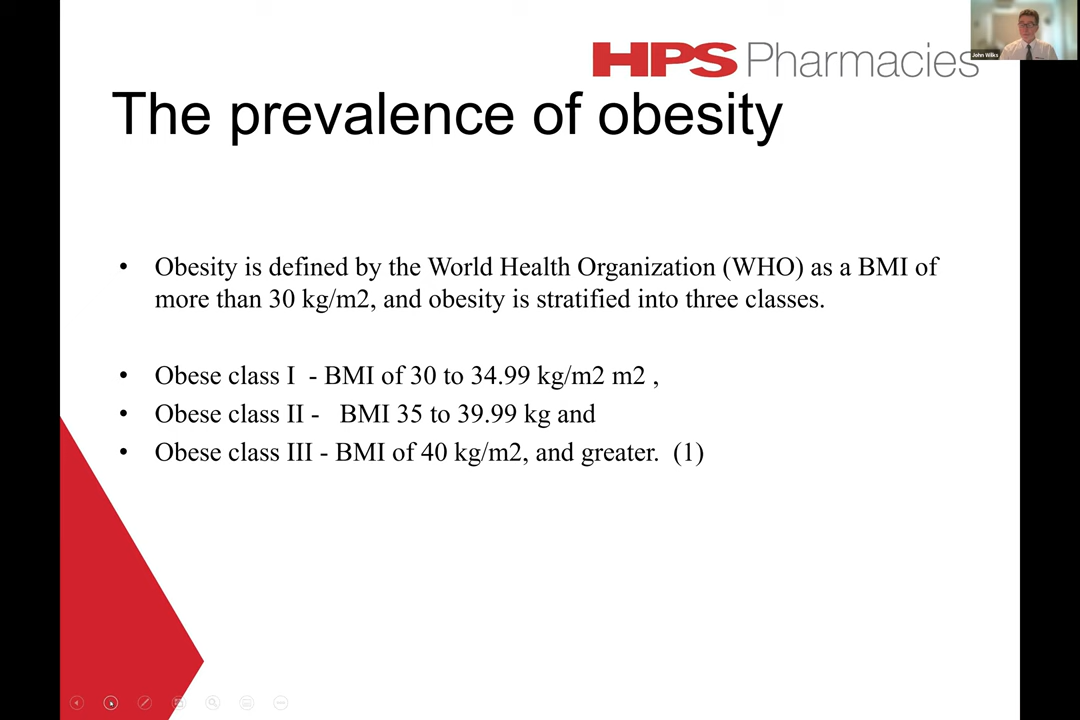 HPS Pharmacies
John Wilks
The prevalence of obesity
• Obesity is defined by the World Health Organization (WHO) as a BMI of
more than 30 kg/m2, and obesity is stratified into three classes.
• Obese class I - BMI of 30 to 34.99 kg/m2 m2 ,
• Obese class II - BMI 35 to 39.99 kg and
• Obese class III - BMI of 40 kg/m2, and greater. (1)